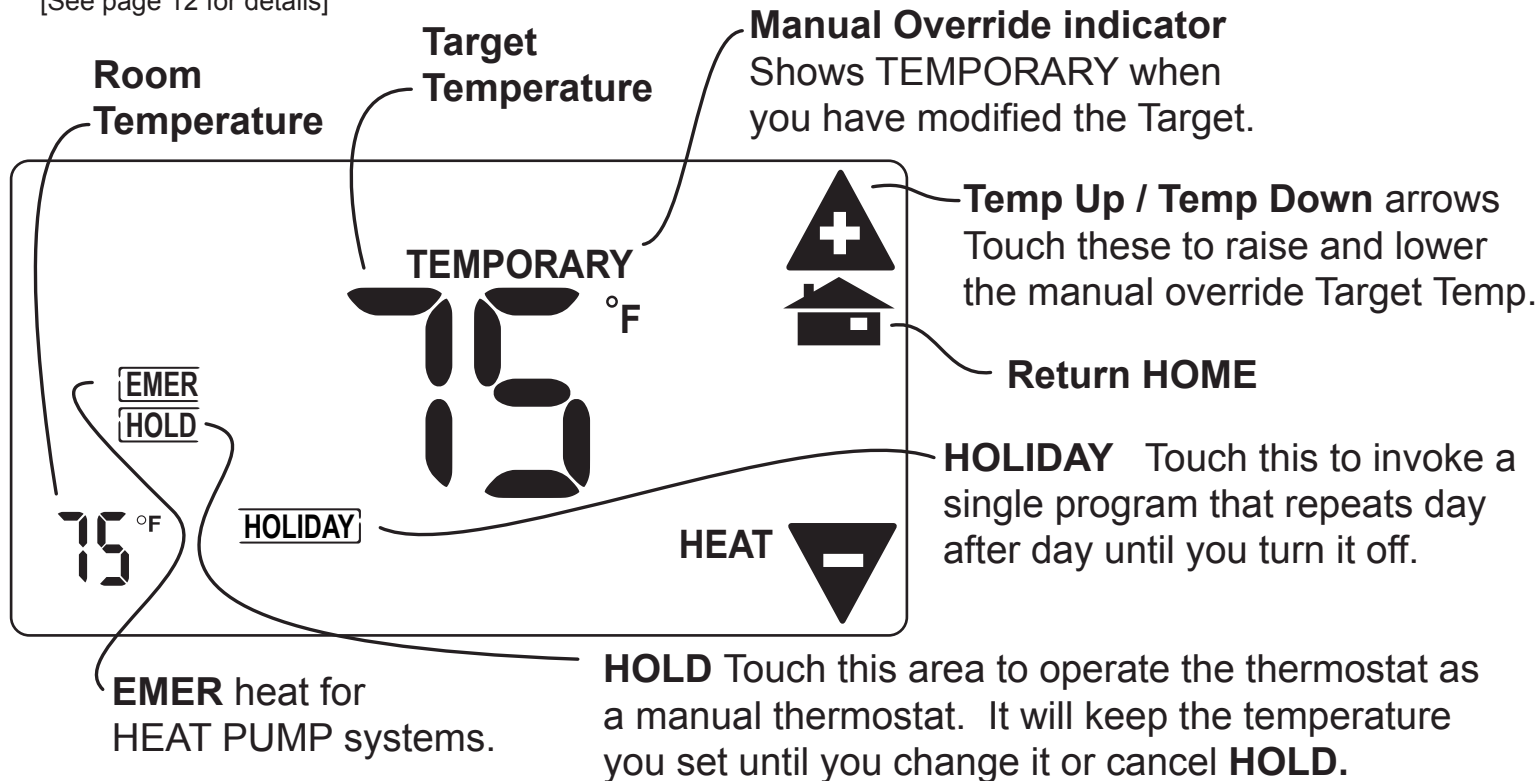 [See page 12 for details]
Room
Temperature
Target
Temperature
Manual Override indicator
Shows TEMPORARY when
you have modified the Target.
TEMPORARY
75 °F
Temp Up / Temp Down arrows
Touch these to raise and lower
the manual override Target Temp.
Return HOME
EMER
HOLD
75 °F
HOLIDAY
HEAT
HOLIDAY Touch this to invoke a
single program that repeats day
after day until you turn it off.
EMER heat for
HEAT PUMP systems.
HOLD Touch this area to operate the thermostat as
a manual thermostat. It will keep the temperature
you set until you change it or cancel HOLD.